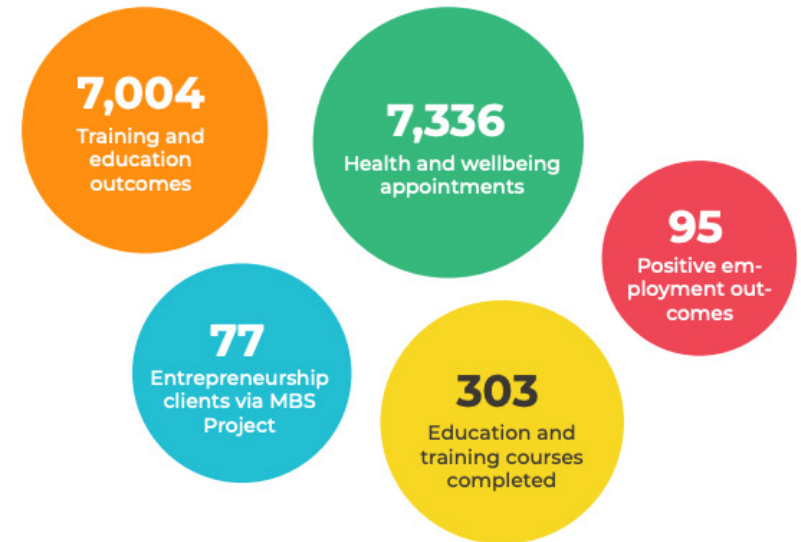 7,004
Training and
education
outcomes
7,336
Health and wellbeing
appointments
95
Positive em-
ployment out-
comes
77
Entrepreneurship
clients via MBS
Project
303
Education and
training courses
completed